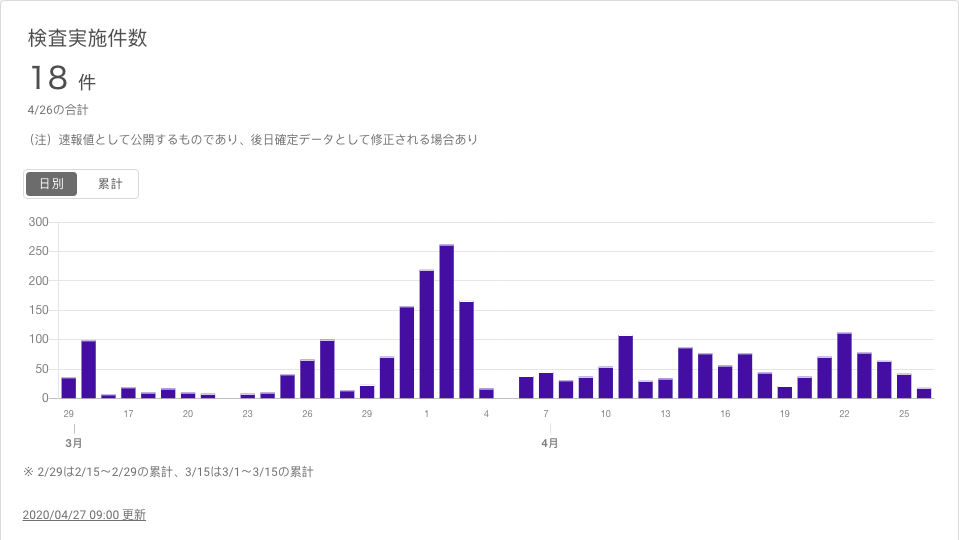 検査実施件数
18 件
4/26の合計
（注）速報値として公開するものであり、後日確定データとして修正される場合あり
日別 累計
300
250
200
150
100
50
0
29 17 20 23 26 29 1 4 7 10 13 16 19 22 25
3月 4月
※ 2/29は2/15〜2/29の累計、3/15は3/1〜3/15の累計
2020/04/27 09:00 更新